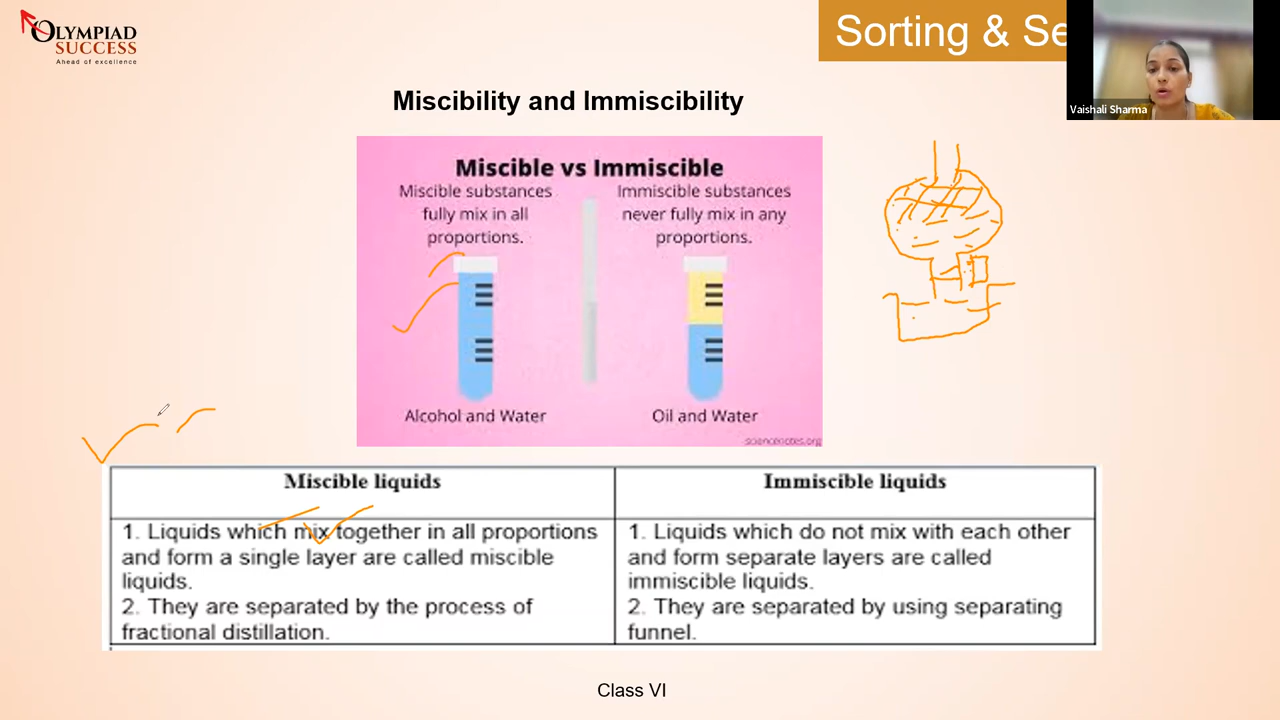 OLYMPIAD
SUCCESS
Ahead of excellence
Sorting & Se
Vaishali Sharma
Miscibility and Immiscibility
Miscible vs Immiscible
Miscible substances
fully mix in all
proportions.
Immiscible substances
never fully mix in any
proportions.
Alcohol and Water
Oil and Water
sciencenotes.org
Miscible liquids
Immiscible liquids
1. Liquids which mix together in all proportions
and form a single layer are called miscible
liquids.
2. They are separated by the process of
fractional distillation.
1. Liquids which do not mix with each other
and form separate layers are called
immiscible liquids.
2. They are separated by using separating
funnel.
Class VI